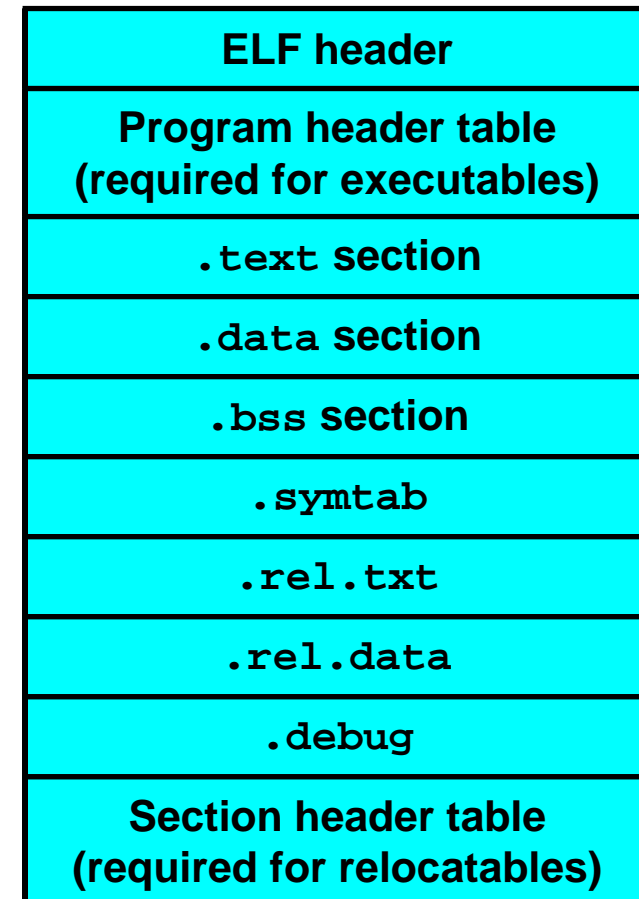 ELF header
Program header table
(required for executables)
.text section
.data section
.bss section
.symtab
.rel.txt
.rel.data
.debug
Section header table
(required for relocatables)